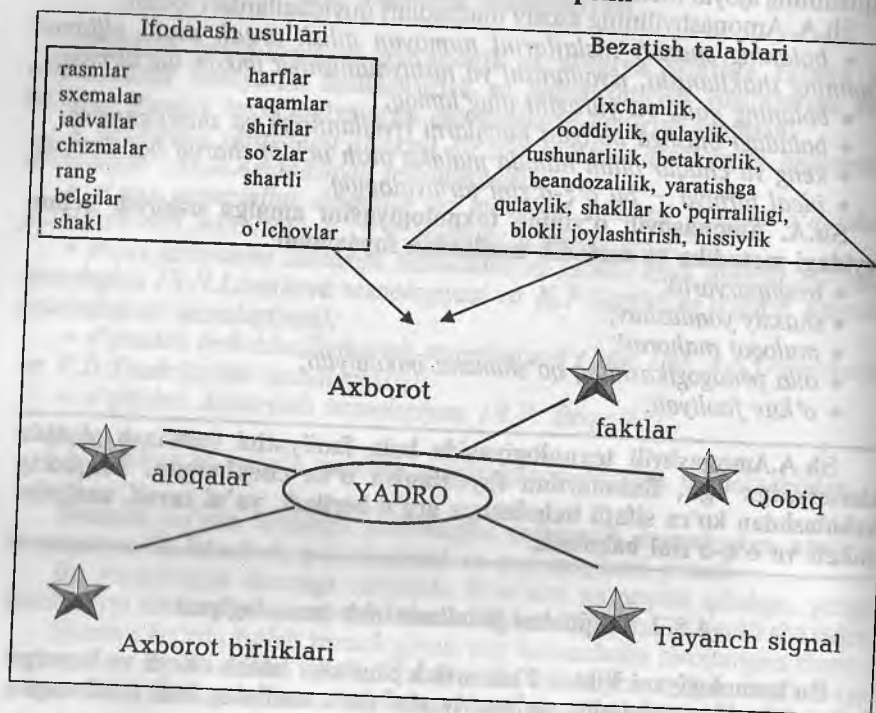 Ifodalash usullari
rasmlar
sxemalar
jadvallar
chizmalar
rang
belgilar
shakl
harflar
raqamlar
shifrlar
so‘zlar
shartli
o‘lchovlar
Bezatish talablari
Ixchamlik,
ooddiylik, qulaylik,
tushunarlilik, betakrorlik,
beandozalilik, yaratishga
qulaylik, shakllar ko‘pqirraliligi,
blokli joylashtirish, hissiylik
Axborot
faktlar
aloqalar
YADRO
Qobiq
Axborot birliklari
Tayanch signal